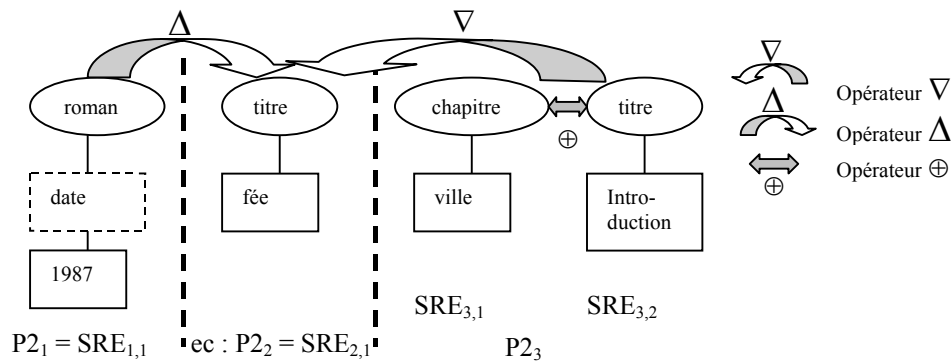 Δ
∇
roman
titre
chapitre
titre
⊕
date
fée
ville
Intro-
duction
1987
SRE3,1
SRE3,2
P21 = SRE1,1
ec : P22 = SRE2,1
P23
∇
Opérateur ∇
Δ
Opérateur Δ
⊕
Opérateur ⊕